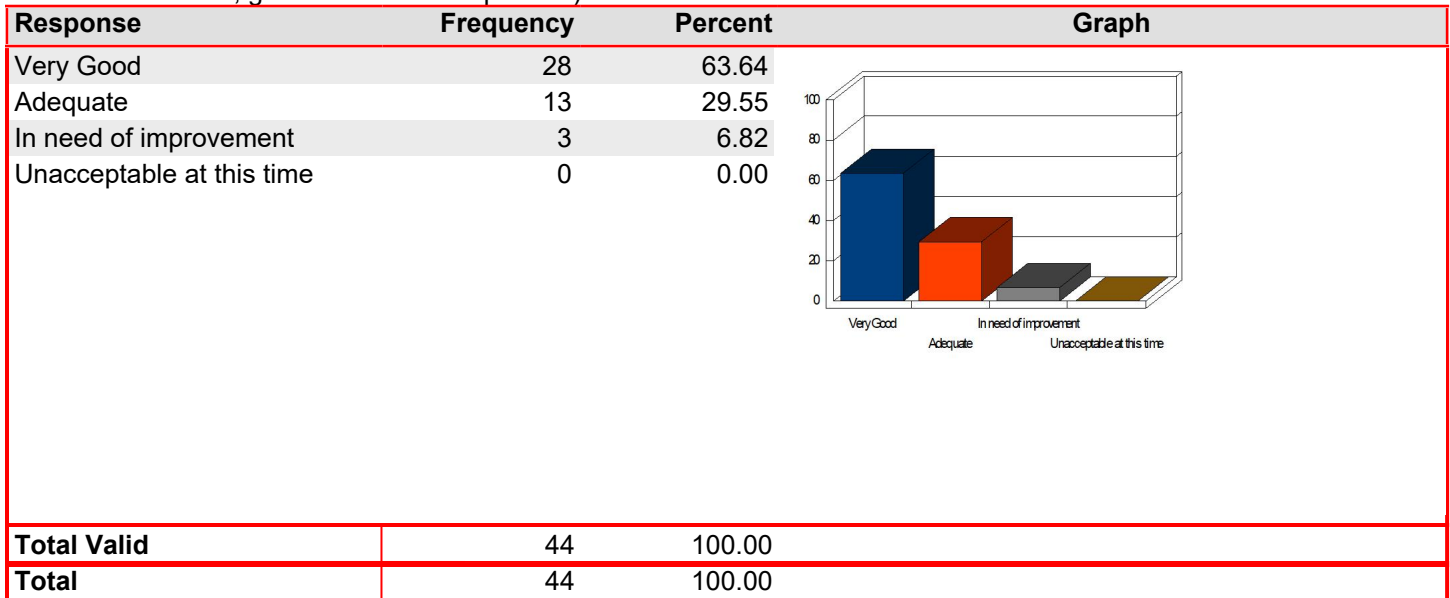 Response Frequency Percent Graph
Very Good 28 63.64
Adequate 13 29.55
In need of improvement 3 6.82
Unacceptable at this time 0 0.00
100
80
60
40
20
0
Very Good In need of improvement
Adequate Unacceptable at this time
Total Valid 44 100.00
Total 44 100.00